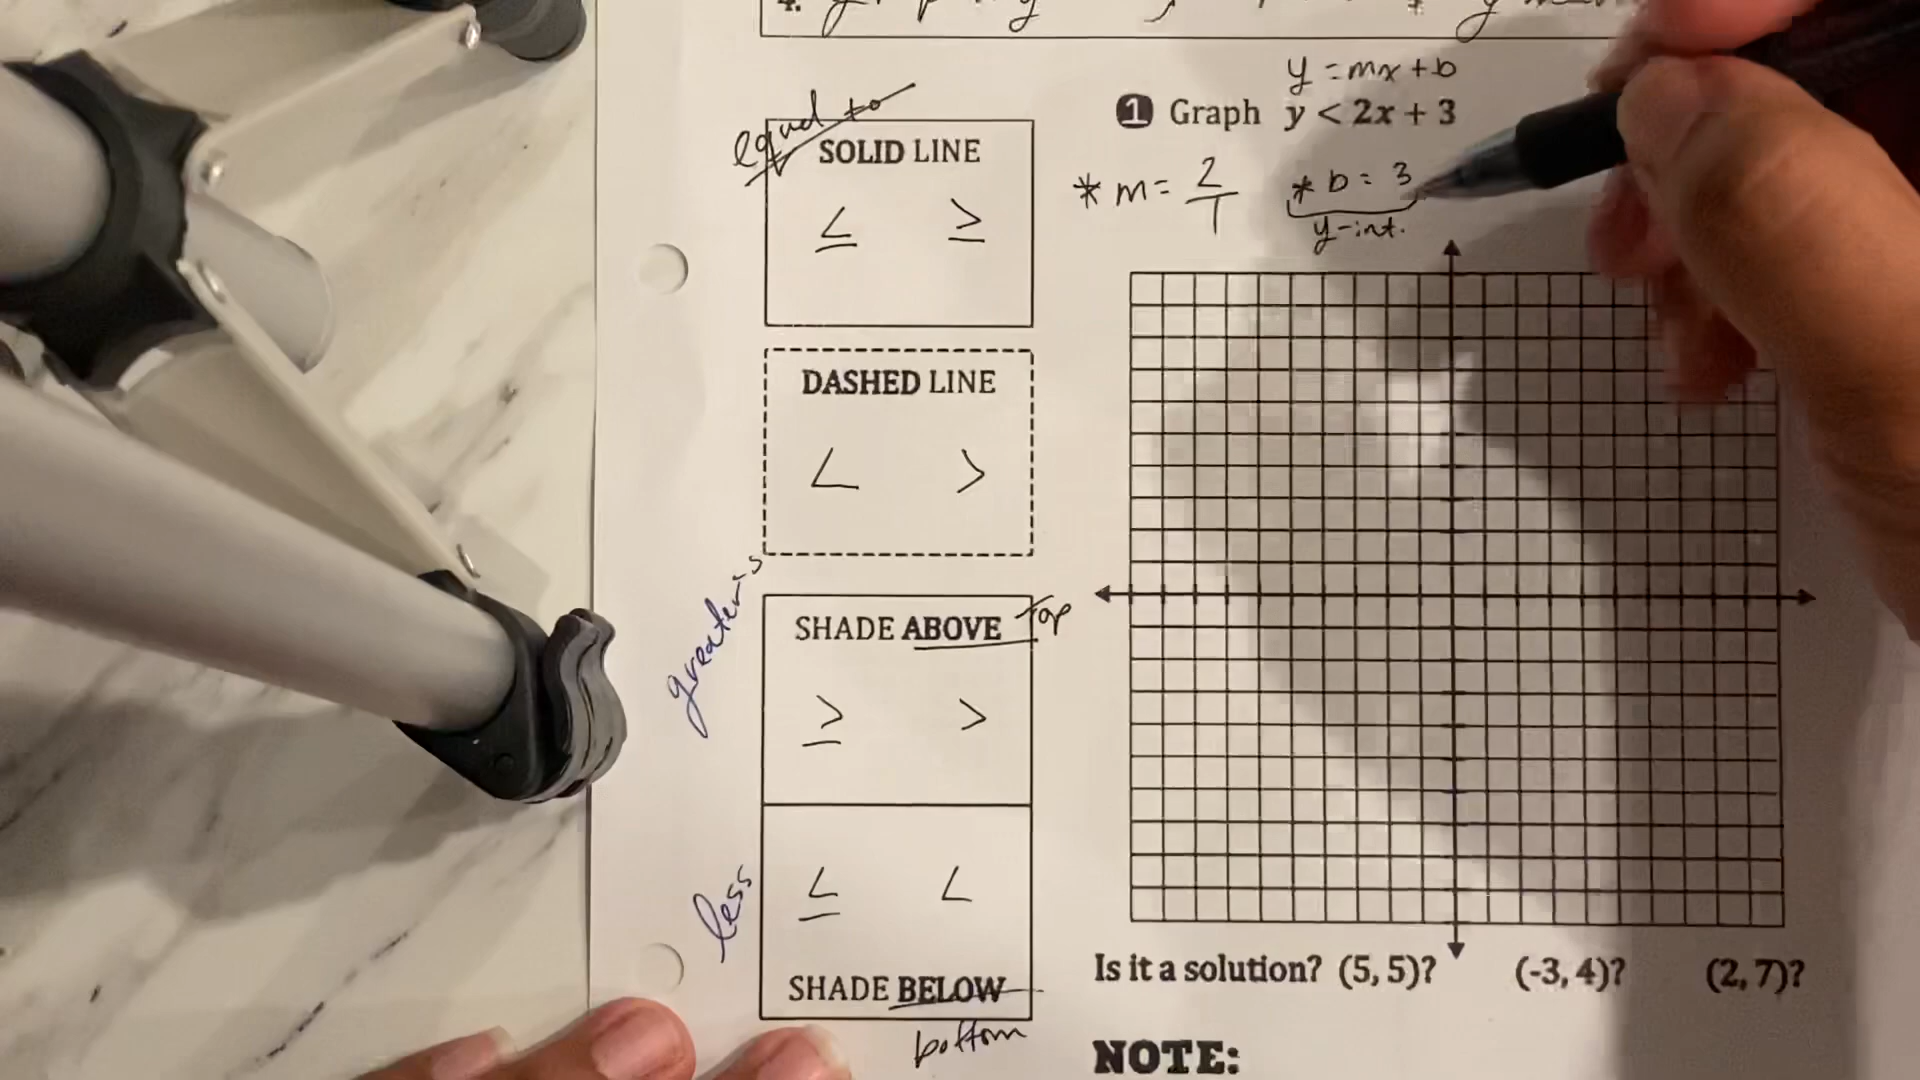 4.
y = mx + b
1 Graph y < 2x + 3
* m = 2/1 * b = 3
y-int.
equal to
SOLID LINE
≤ ≥
DASHED LINE
< >
greater
SHADE ABOVE top
≥ >
less
≤ <
SHADE BELOW
bottom
Is it a solution? (5, 5)? (-3, 4)? (2, 7)?
NOTE: